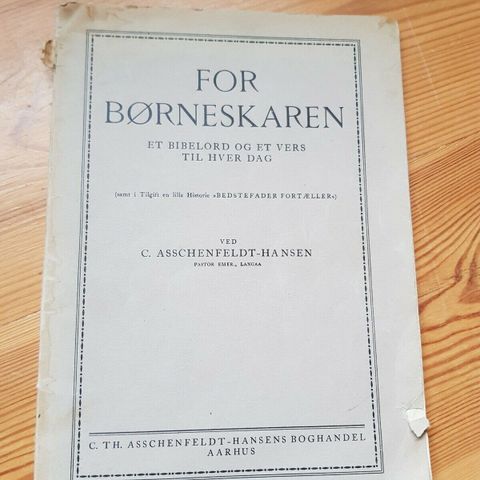 FOR
BØRNESKAREN
ET BIBELORD OG ET VERS
TIL HVER DAG
(samt i Tilgift en lille Historie »BEDSTEFADER FORTÆLLER«)
VED
C. ASSCHENFELDT-HANSEN
PASTOR EMER., LANGAA
C. TH. ASSCHENFELDT-HANSENS BOGHANDEL
AARHUS